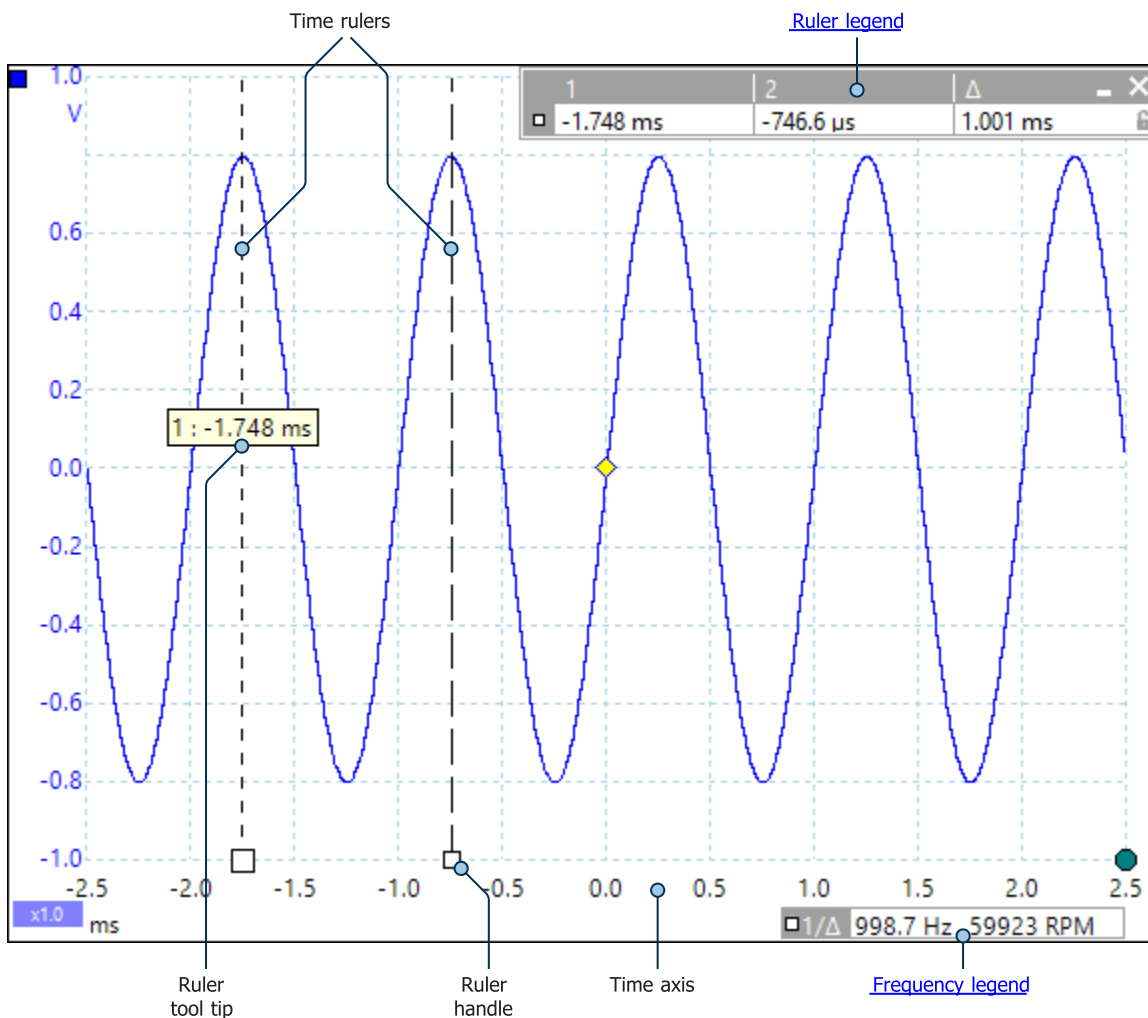 Time rulers
Ruler legend
1 2 Δ
-1.748 ms -746.6 µs 1.001 ms
1.0
V
0.6
0.4
0.2
1 : -1.748 ms
0.0
-0.2
-0.4
-0.6
-0.8
-1.0
-2.5 -2.0 -1.5 -1.0 -0.5 0.0 0.5 1.0 1.5 2.0 2.5
x1.0 ms
1/Δ 998.7 Hz 59923 RPM
Ruler
tool tip
Ruler
handle
Time axis
Frequency legend